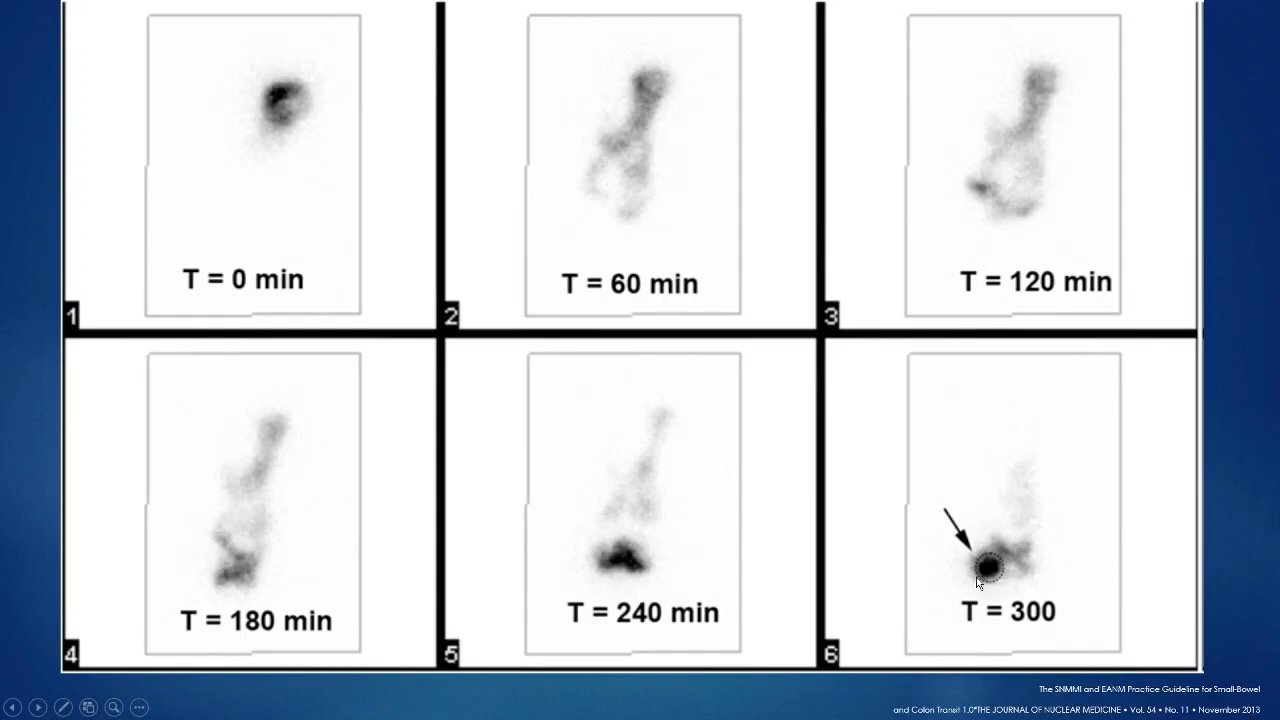 T = 0 min
1
T = 60 min
2
T = 120 min
3
T = 180 min
4
T = 240 min
5
T = 300
6
The SNMMI and EANM Practice Guideline for Small-Bowel
and Colon Transit 1.0*THE JOURNAL OF NUCLEAR MEDICINE • Vol. 54 • No. 11 • November 2013